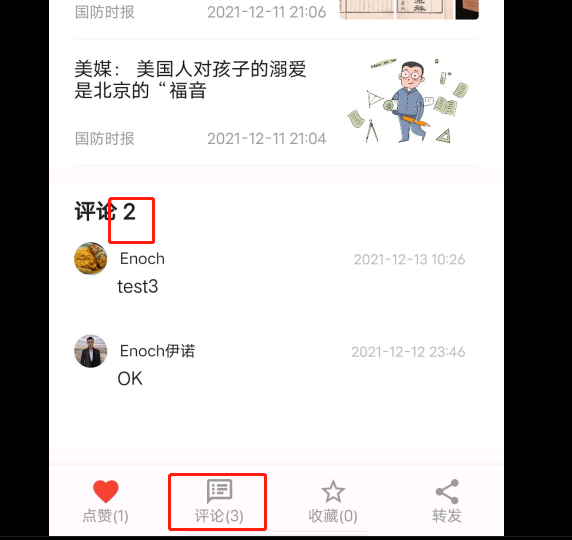 国防时报 2021-12-11 21:06
美媒： 美国人对孩子的溺爱
是北京的“福音
国防时报 2021-12-11 21:04
评论 2
Enoch 2021-12-13 10:26
test3
Enoch伊诺 2021-12-12 23:46
OK
点赞(1) 评论(3) 收藏(0) 转发